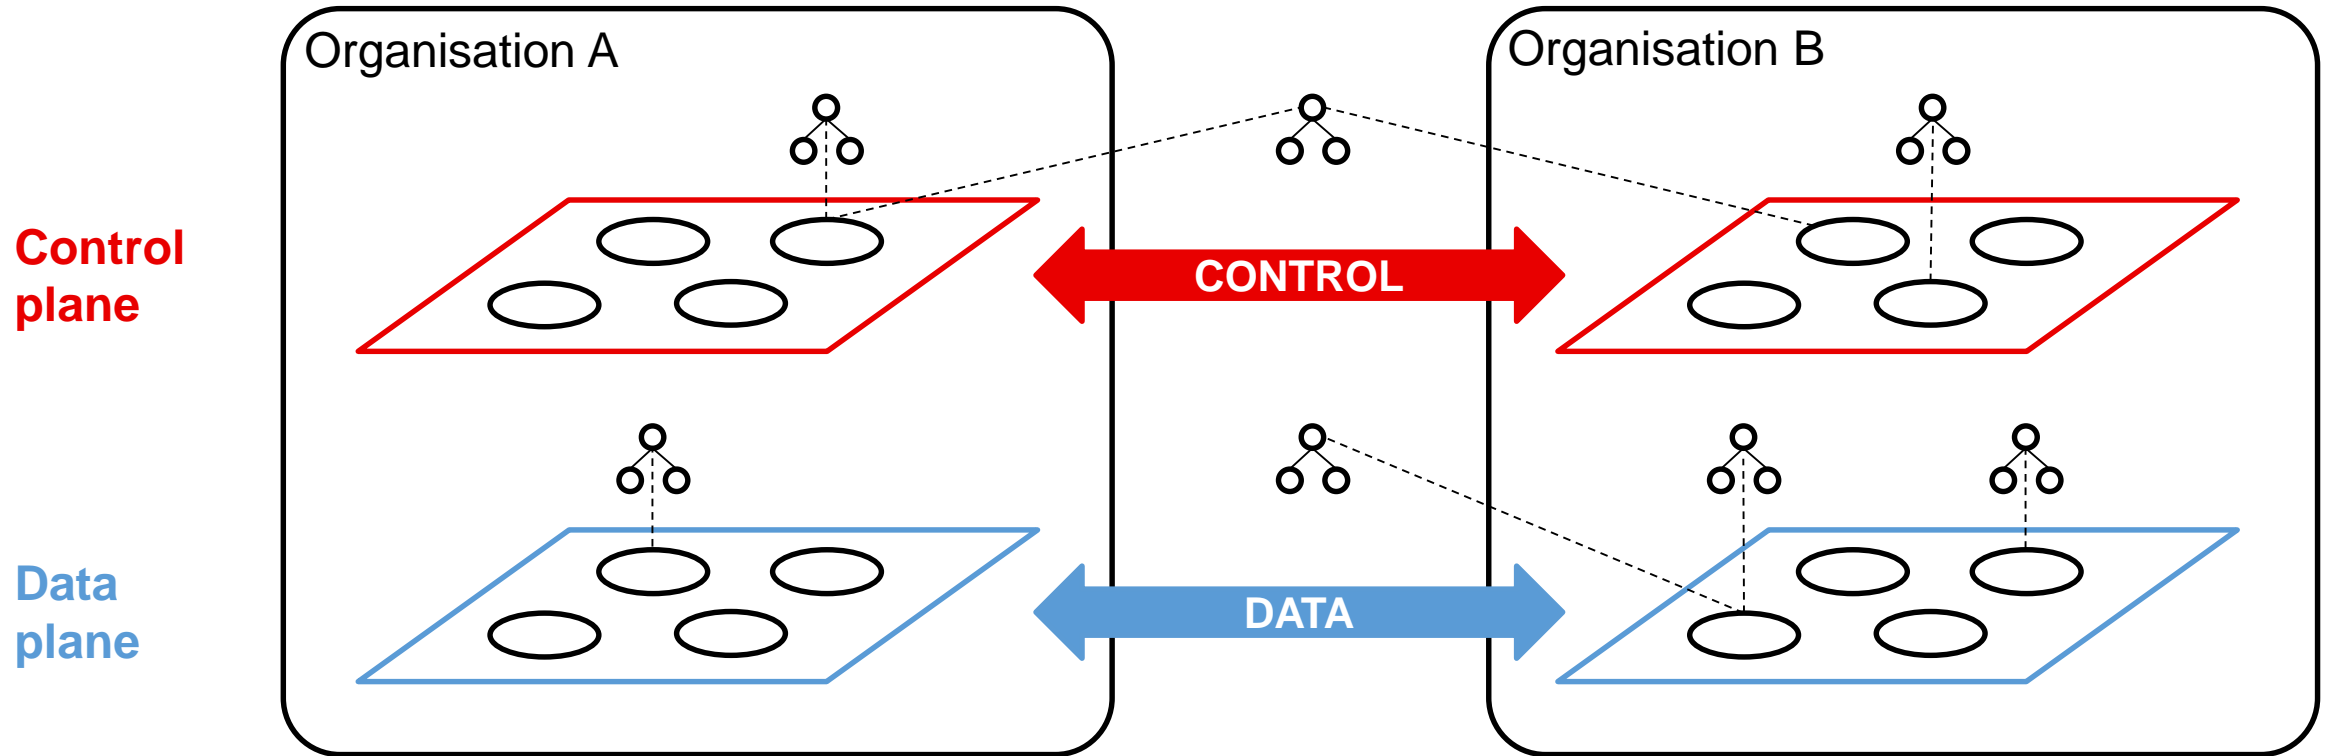 Organisation A
Organisation B
Control
plane
CONTROL
Data
plane
DATA